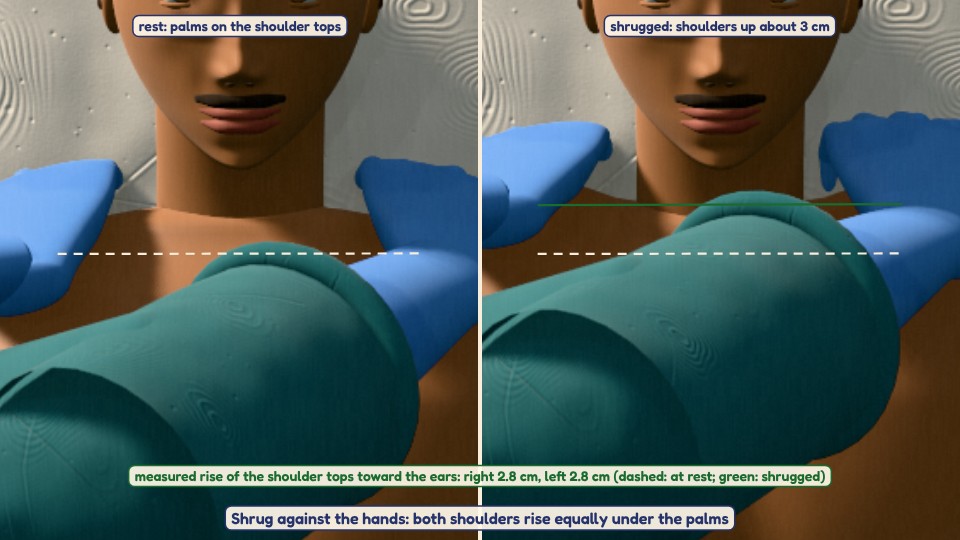 rest: palms on the shoulder tops
shrugged: shoulders up about 3 cm
measured rise of the shoulder tops toward the ears: right 2.8 cm, left 2.8 cm (dashed: at rest; green: shrugged)
Shrug against the hands: both shoulders rise equally under the palms